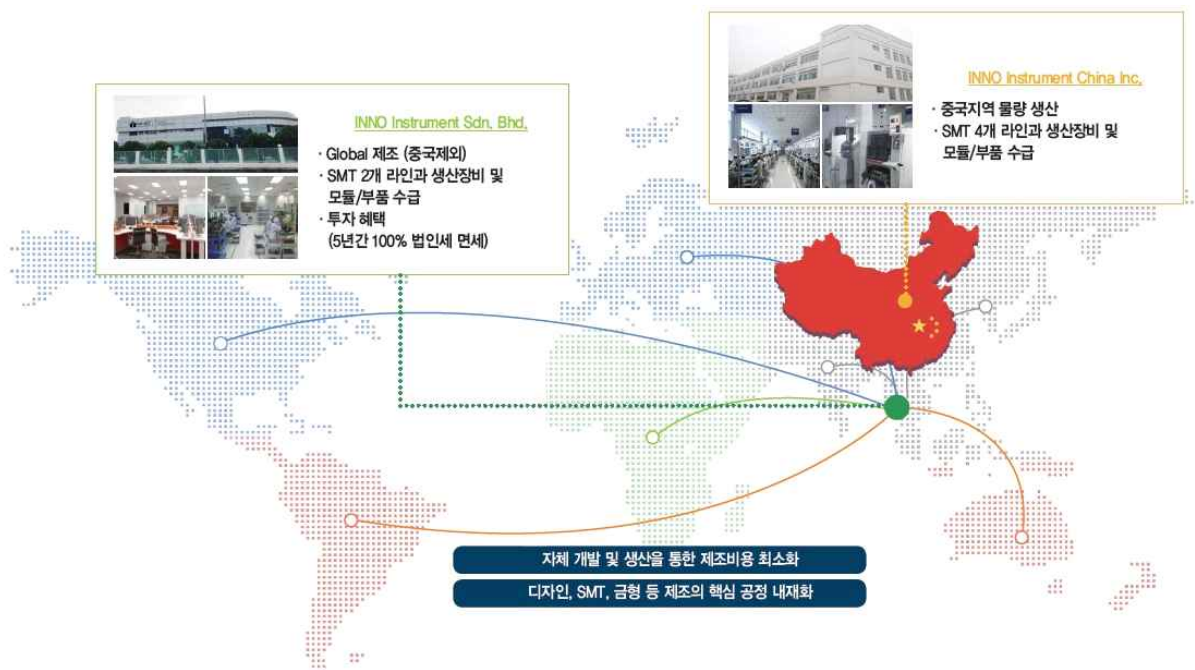 INNO Instrument Sdn. Bhd.
· Global 제조 (중국제외)
· SMT 2개 라인과 생산장비 및
모듈/부품 수급
· 투자 혜택
(5년간 100% 법인세 면세)
INNO Instrument China Inc.
· 중국지역 물량 생산
· SMT 4개 라인과 생산장비 및
모듈/부품 수급
자체 개발 및 생산을 통한 제조비용 최소화
디자인, SMT, 금형 등 제조의 핵심 공정 내재화